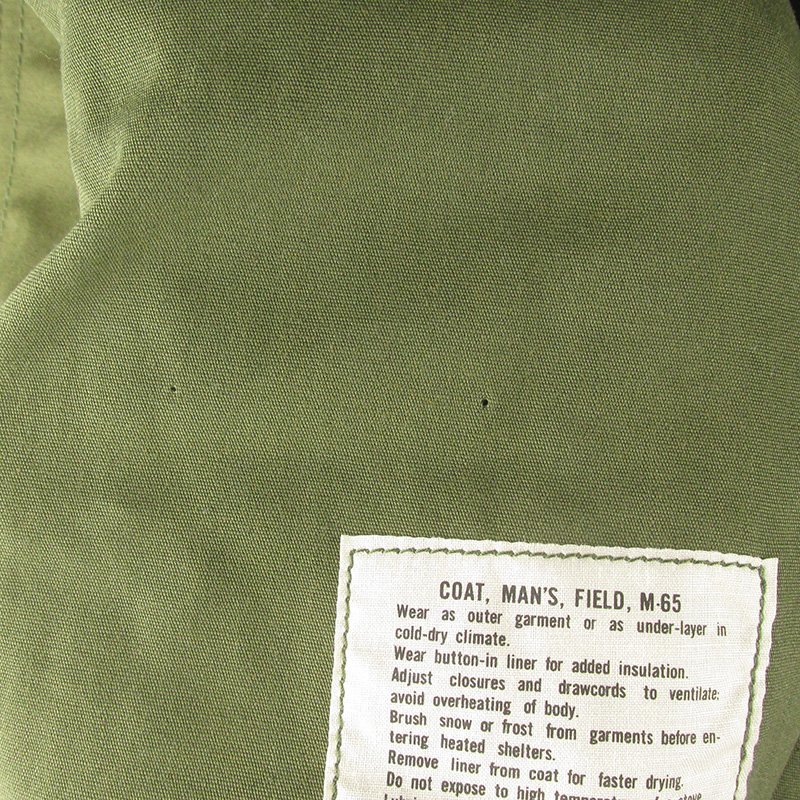 COAT, MAN'S, FIELD, M-65
Wear as outer garment or as under-layer in
cold-dry climate.
Wear button-in liner for added insulation.
Adjust closures and drawcords to ventilate:
avoid overheating of body.
Brush snow or frost from garments before en-
tering heated shelters.
Remove liner from coat for faster drying.
Do not expose to high